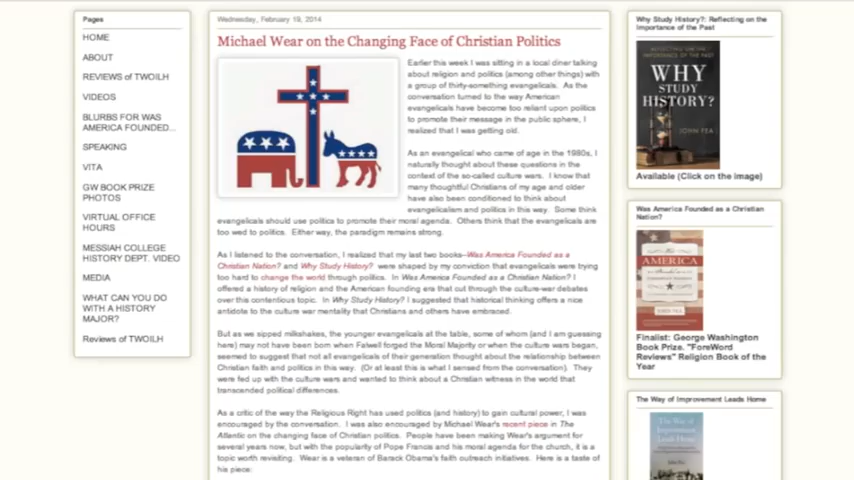 Pages
HOME
ABOUT
REVIEWS of TWOILH
VIDEOS
BLURBS FOR WAS
AMERICA FOUNDED...
SPEAKING
VITA
GW BOOK PRIZE
PHOTOS
VIRTUAL OFFICE
HOURS
MESSIAH COLLEGE
HISTORY DEPT. VIDEO
MEDIA
WHAT CAN YOU DO
WITH A HISTORY
MAJOR?
Reviews of TWOILH
Wednesday, February 19, 2014
Michael Wear on the Changing Face of Christian Politics
Earlier this week I was sitting in a local diner talking
about religion and politics (among other things) with
a group of thirty-something evangelicals. As the
conversation turned to the way American
evangelicals have become too reliant upon politics
to promote their message in the public sphere, I
realized that I was getting old.
As an evangelical who came of age in the 1980s, I
naturally thought about these questions in the
context of the so-called culture wars. I know that
many thoughtful Christians of my age and older
have also been conditioned to think about
evangelicalism and politics in this way. Some think
evangelicals should use politics to promote their moral agenda. Others think that evangelicals are
too wed to politics. Either way, the paradigm remains strong.
As I listened to the conversation, I realized that my last two books--Was America Founded as a
Christian Nation? and Why Study History? were shaped by my conviction that evangelicals were trying
too hard to change the world through politics. In Was America Founded as a Christian Nation? I
offered a history of religion and the American founding era that cut through the culture-war debates
over this contentious topic. In Why Study History? I suggested that historical thinking offers a nice
antidote to the culture war mentality that Christians and others have embraced.
But as we sipped milkshakes, the younger evangelicals at the table, some of whom (and I am guessing
here) may not have been born when Falwell forged the Moral Majority or when the culture wars began,
seemed to suggest that not all evangelicals of their generation thought about the relationship between
Christian faith and politics in this way. (Or at least this is what I sensed from the conversation). They
were fed up with the culture wars and wanted to think about a Christian witness in the world that
transcended political differences.
As a critic of the way the Religious Right has used politics (and history) to gain cultural power, I was
encouraged by the conversation. I was also encouraged by Michael Wear's recent piece in The
Atlantic on the changing face of Christian politics. People have been making Wear's argument for
several years now, but with the popularity of Pope Francis and his moral agenda for the church, it is a
topic worth revisiting. Wear is a veteran of Barack Obama's faith outreach initiatives. Here is a taste of
his piece:
Why Study History?: Reflecting on the
Importance of the Past
REFLECTING ON THE
IMPORTANCE OF THE PAST
WHY
STUDY
HISTORY?
JOHN FEA
Available (Click on the image)
Was America Founded as a Christian
Nation?
AMERICA
JOHN FEA
Finalist: George Washington
Book Prize. "ForeWord
Reviews" Religion Book of the
Year
The Way of Improvement Leads Home
The Way of
Improvement
Leads Home